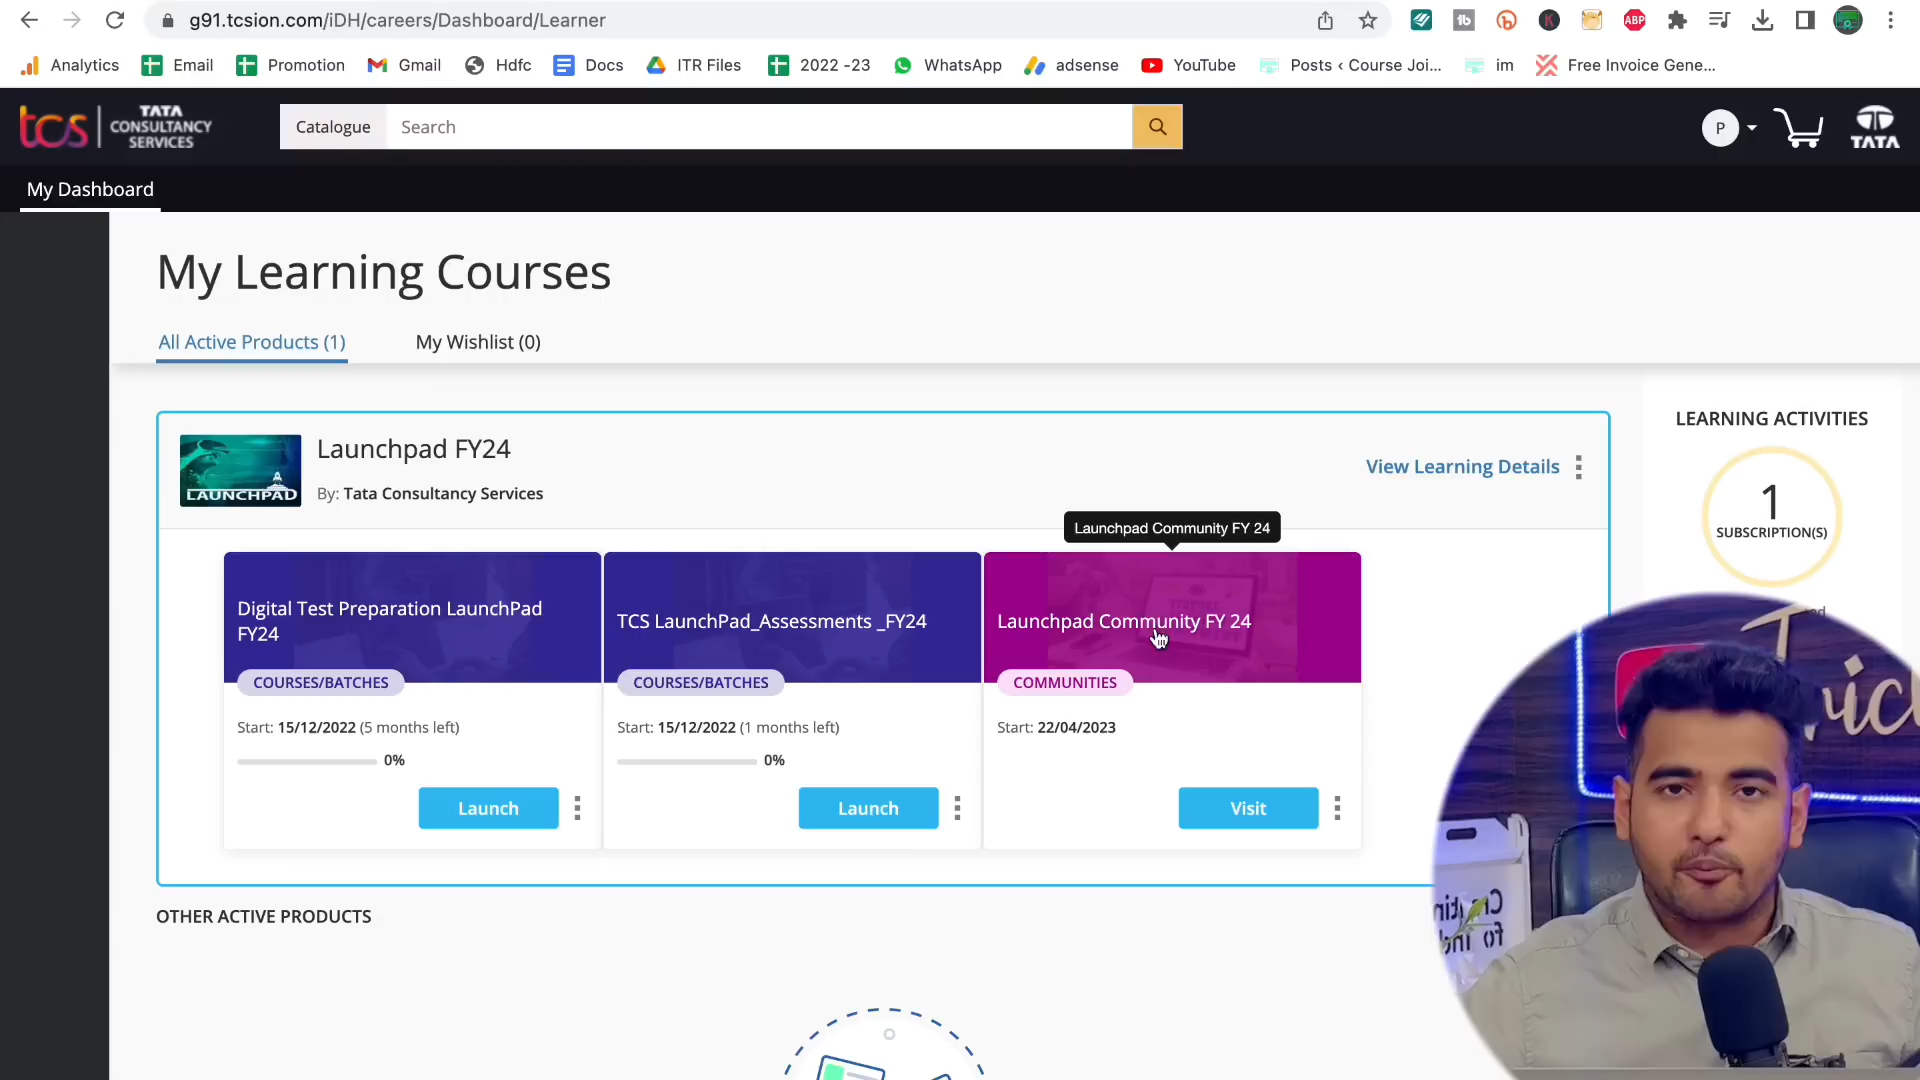 g91.tcsion.com/iDH/careers/Dashboard/Learner
Analytics Email Promotion Gmail Hdfc Docs ITR Files 2022 -23 WhatsApp adsense YouTube Posts ‹ Course Joi... im Free Invoice Gene...
tcs TATA CONSULTANCY SERVICES
Catalogue Search
P
TATA
My Dashboard
My Learning Courses
All Active Products (1) My Wishlist (0)
LAUNCHPAD
Launchpad FY24
By: Tata Consultancy Services
View Learning Details
LEARNING ACTIVITIES
1
SUBSCRIPTION(S)
Launchpad Community FY 24
Digital Test Preparation LaunchPad
FY24
COURSES/BATCHES
Start: 15/12/2022 (5 months left)
0%
Launch
TCS LaunchPad_Assessments _FY24
COURSES/BATCHES
Start: 15/12/2022 (1 months left)
0%
Launch
Launchpad Community FY 24
COMMUNITIES
Start: 22/04/2023
Visit
OTHER ACTIVE PRODUCTS